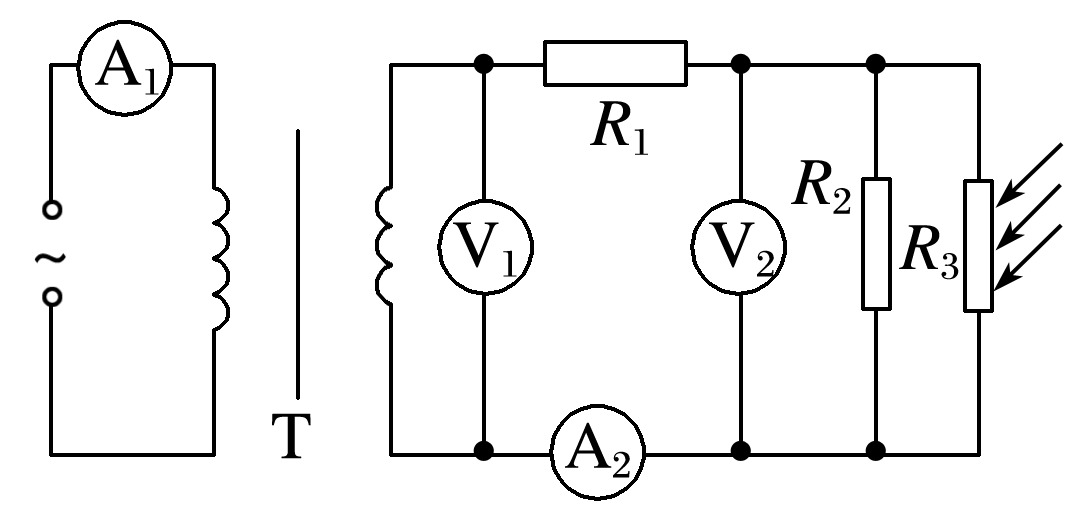 A₁
R₁
R₂
V₁
V₂
R₃
~
T
A₂